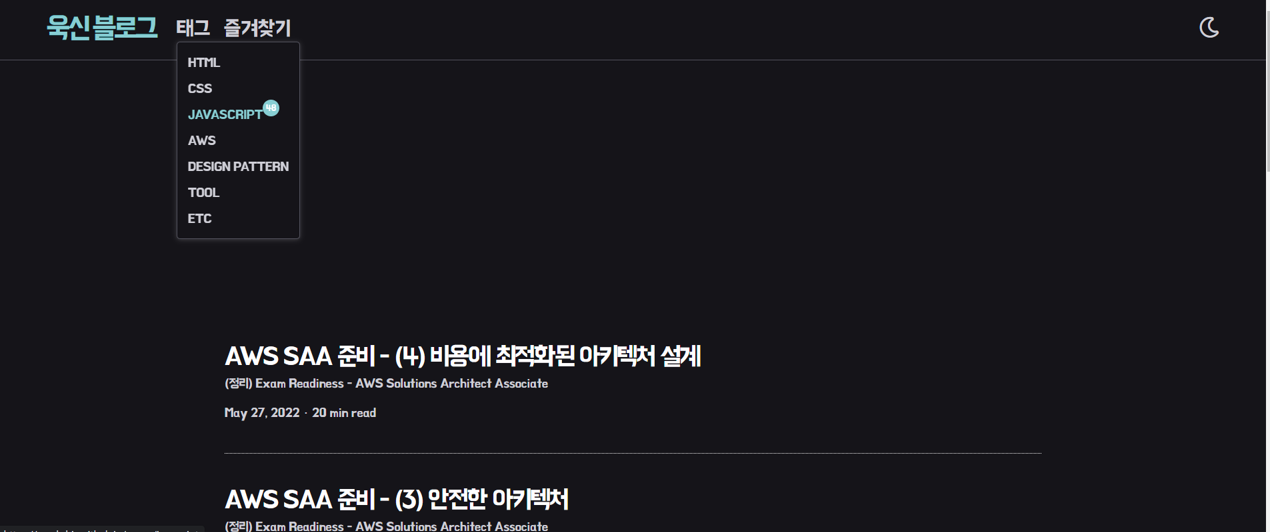 욱신 블로그 태그 즐겨찾기
HTML
CSS
JAVASCRIPT 48
AWS
DESIGN PATTERN
TOOL
ETC
AWS SAA 준비 - (4) 비용에 최적화된 아키텍처 설계
(정리) Exam Readiness - AWS Solutions Architect Associate
May 27, 2022 · 20 min read
AWS SAA 준비 - (3) 안전한 아키텍처
(정리) Exam Readiness - AWS Solutions Architect Associate